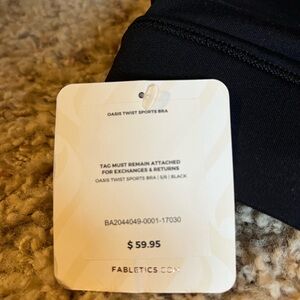 OASIS TWIST SPORTS BRA
TAG MUST REMAIN ATTACHED
FOR EXCHANGES & RETURNS
OASIS TWIST SPORTS BRA | S/6 | BLACK
BA2044049-0001-17030
$ 59.95
FABLETICS.COM